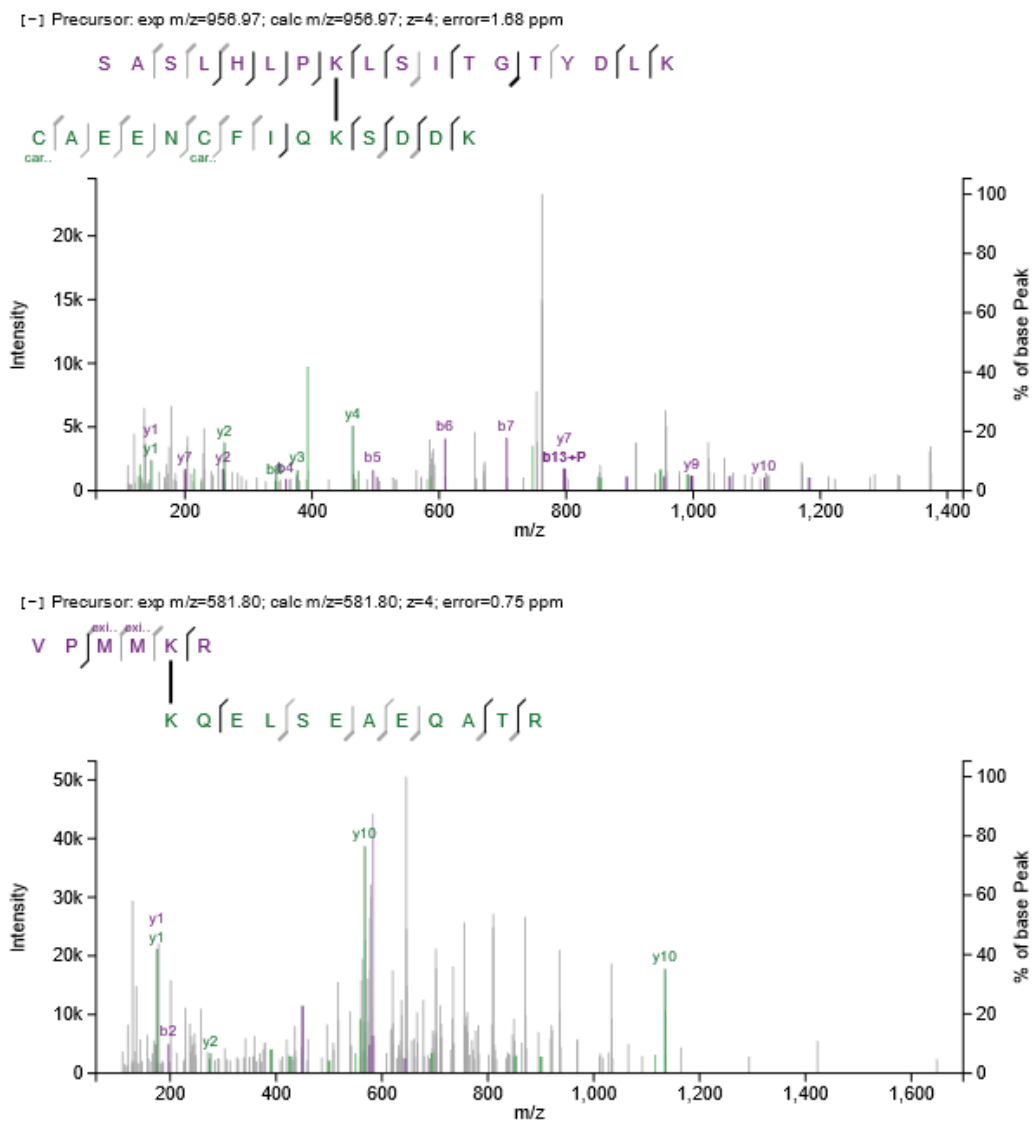 [-] Precursor: exp m/z=956.97; calc m/z=956.97; z=4; error=1.68 ppm
S A S L H L P K L S I T G T Y D L K
C A E E N C F I Q K S D D K
car.. car..
Intensity
% of base Peak
20k
15k
10k
5k
0
100
80
60
40
20
0
y1
y1
y7
y2
y2
b4
y3
y4
b5
b6
b7
y7
b13+P
y9
y10
200 400 600 800 1,000 1,200 1,400
m/z
[-] Precursor: exp m/z=581.80; calc m/z=581.80; z=4; error=0.75 ppm
V P M M K R
K Q E L S E A E Q A T R
Intensity
% of base Peak
50k
40k
30k
20k
10k
0
100
80
60
40
20
0
y1
y1
b2
y2
y10
y10
200 400 600 800 1,000 1,200 1,400 1,600
m/z